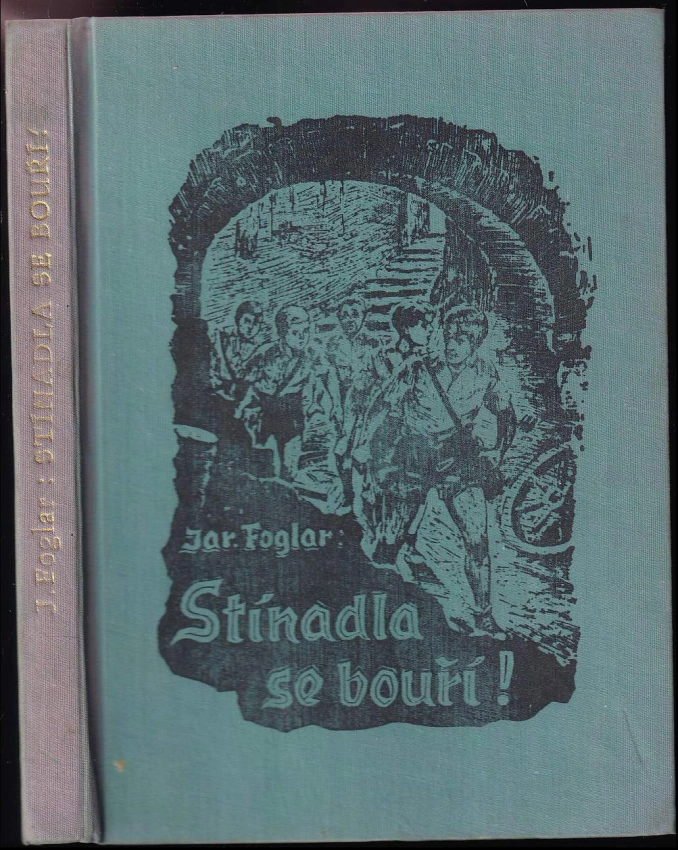 J. Foglar : STÍNADLA SE BOUŘÍ!
Jar. Foglar:
Stínadla
se bouří!